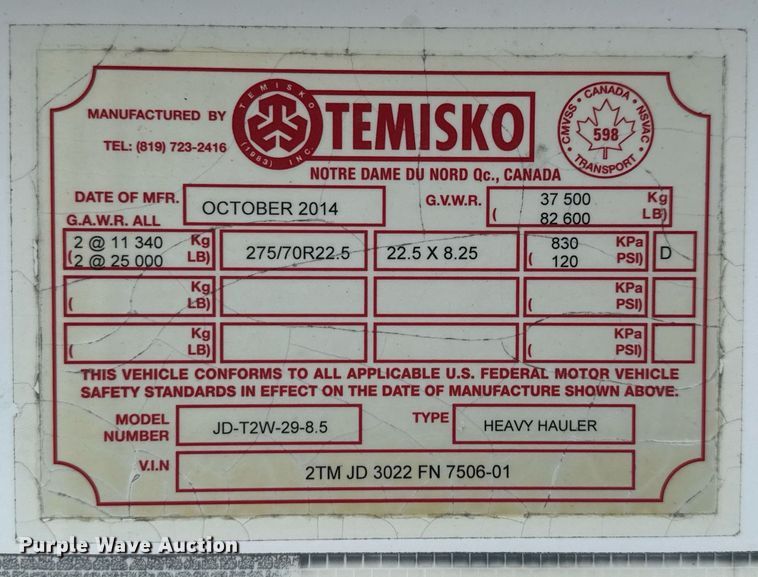 MANUFACTURED BY
TEL: (819) 723-2416
TEMISKO
(1983) INC.
TEMISKO
NOTRE DAME DU NORD Qc., CANADA
CMVSS · CANADA · NSVAC
598
TRANSPORT
DATE OF MFR. OCTOBER 2014 G.V.W.R. 37 500 Kg
( 82 600 LB)
G.A.W.R. ALL
2 @ 11 340 Kg 275/70R22.5 22.5 X 8.25 830 KPa D
( 2 @ 25 000 LB) ( 120 PSI)
Kg KPa
( LB) ( PSI)
Kg KPa
( LB) ( PSI)
THIS VEHICLE CONFORMS TO ALL APPLICABLE U.S. FEDERAL MOTOR VEHICLE
SAFETY STANDARDS IN EFFECT ON THE DATE OF MANUFACTURE SHOWN ABOVE.
MODEL NUMBER JD-T2W-29-8.5 TYPE HEAVY HAULER
V.I.N 2TM JD 3022 FN 7506-01
Purple Wave Auction